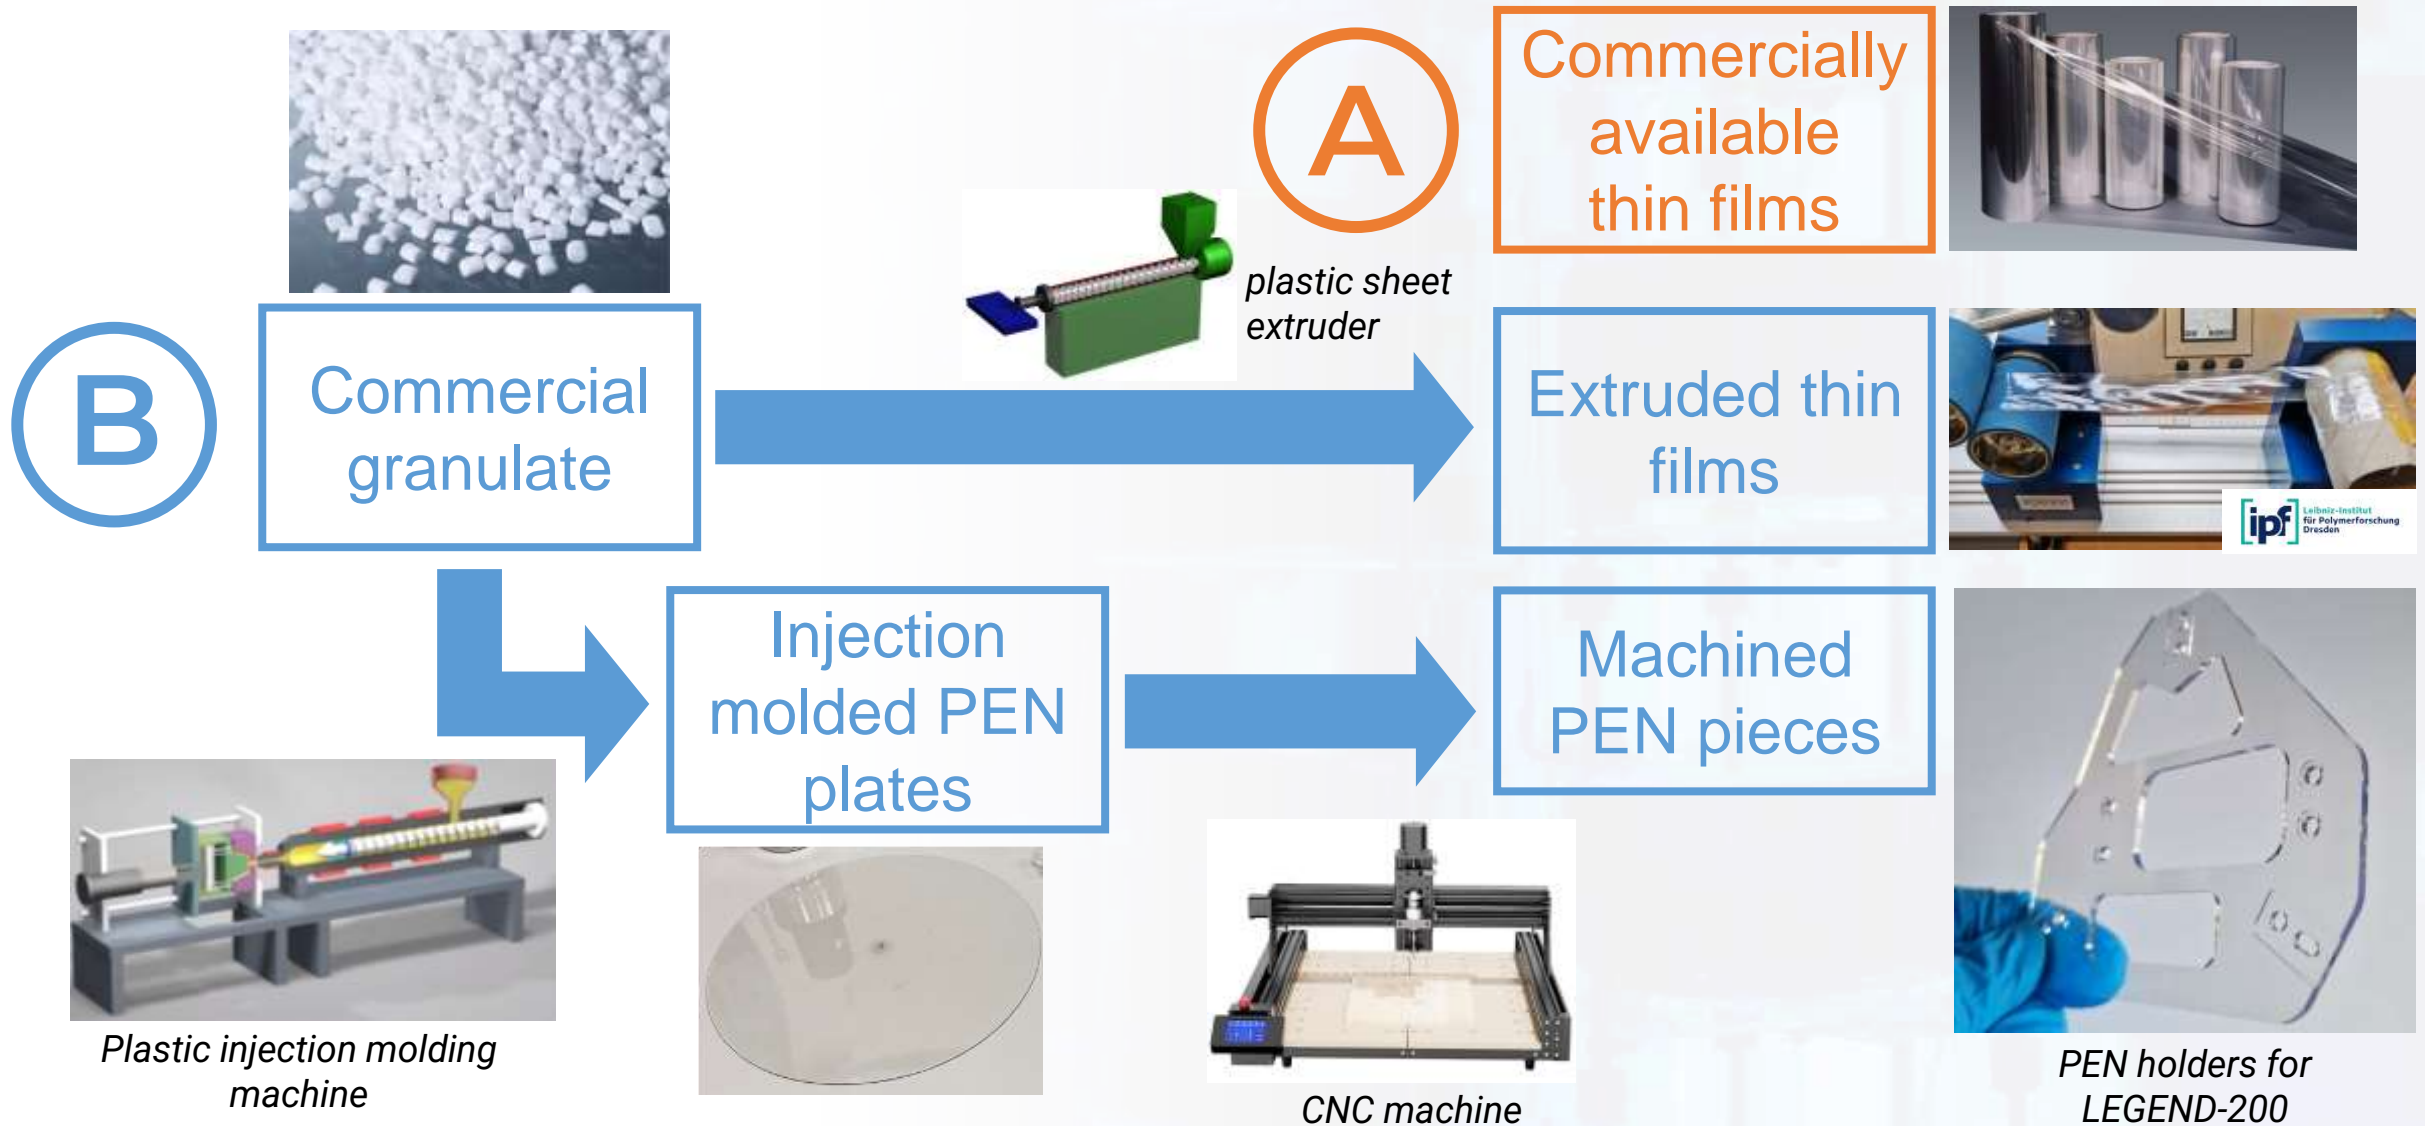 A
Commercially
available
thin films
plastic sheet
extruder
B
Commercial
granulate
Extruded thin
films
ipf
Leibniz-Institut
für Polymerforschung
Dresden
Injection
molded PEN
plates
Machined
PEN pieces
Plastic injection molding
machine
CNC machine
PEN holders for
LEGEND-200